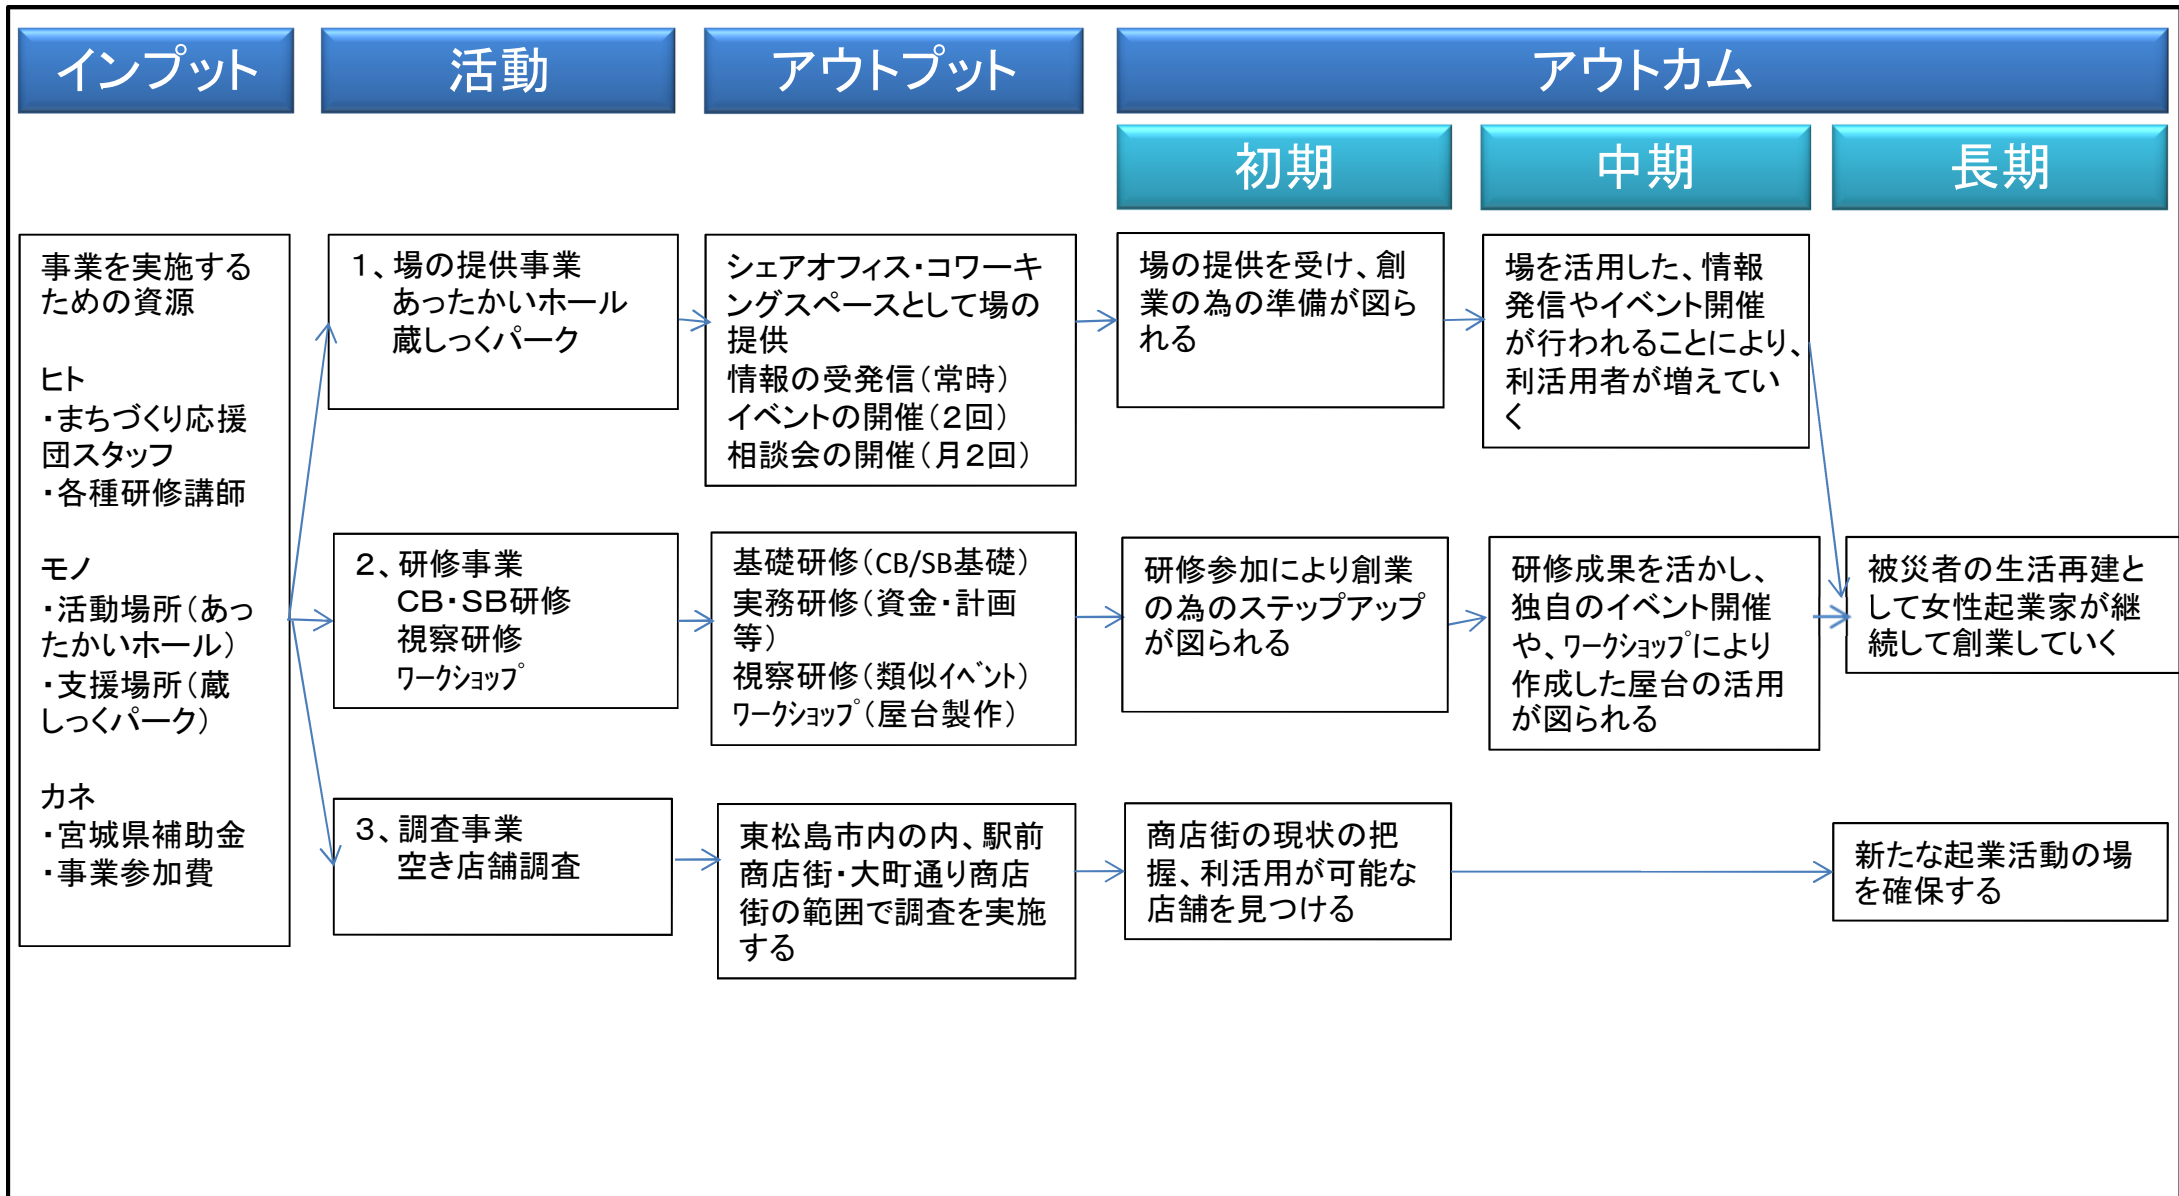 インプット
活動
アウトプット
アウトカム
初期
中期
長期
事業を実施する
ための資源
ヒト
・まちづくり応援
団スタッフ
・各種研修講師
モノ
・活動場所(あっ
たかいホール)
・支援場所(蔵
しっくパーク)
カネ
・宮城県補助金
・事業参加費
1、場の提供事業
あったかいホール
蔵しっくパーク
シェアオフィス・コワーキ
ングスペースとして場の
提供
情報の受発信(常時)
イベントの開催(2回)
相談会の開催(月2回)
場の提供を受け、創
業の為の準備が図ら
れる
場を活用した、情報
発信やイベント開催
が行われることにより、
利活用者が増えてい
く
2、研修事業
CB・SB研修
視察研修
ワークショップ
基礎研修(CB/SB基礎)
実務研修(資金・計画
等)
視察研修(類似イベント)
ワークショップ(屋台製作)
研修参加により創業
の為のステップアップ
が図られる
研修成果を活かし、
独自のイベント開催
や、ワークショップにより
作成した屋台の活用
が図られる
被災者の生活再建と
して女性起業家が継
続して創業していく
3、調査事業
空き店舗調査
東松島市内の内、駅前
商店街・大町通り商店
街の範囲で調査を実施
する
商店街の現状の把
握、利活用が可能な
店舗を見つける
新たな起業活動の場
を確保する